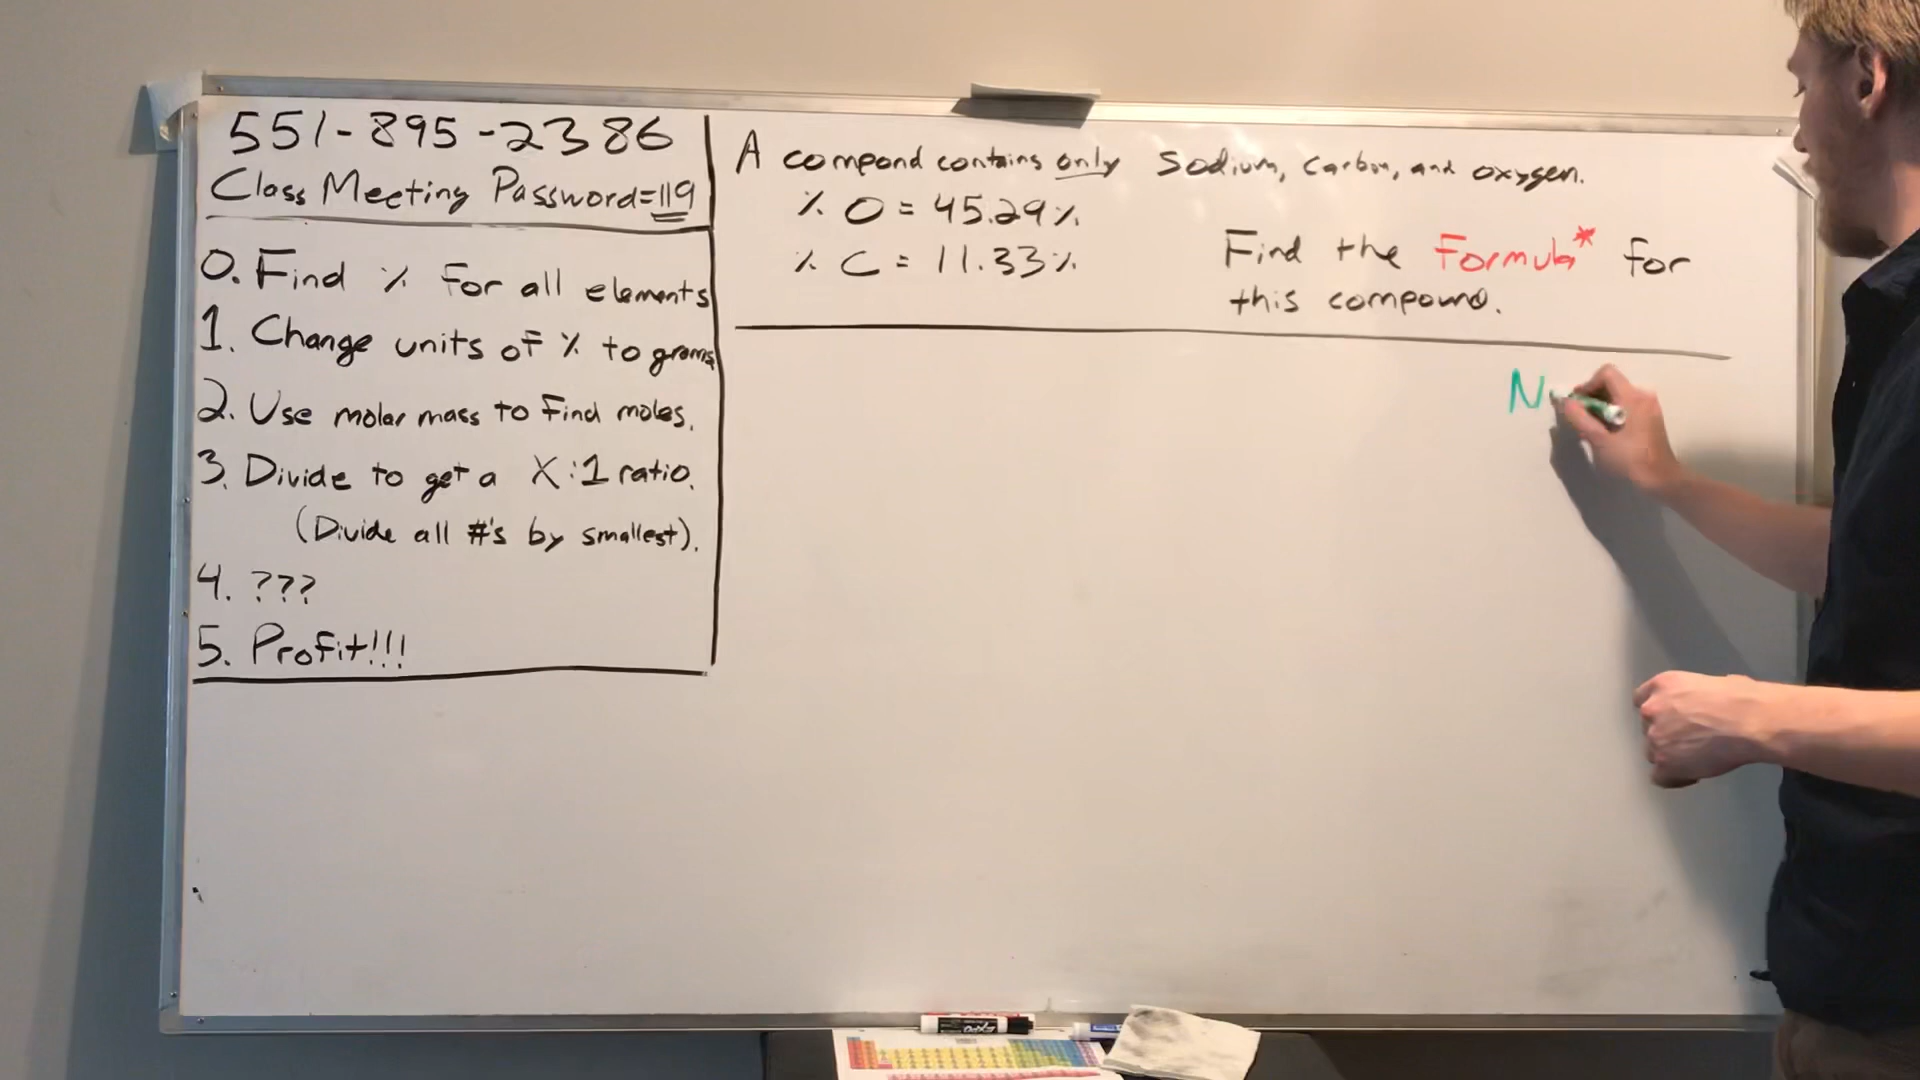 551-895-2386
Class Meeting Password=119
0. Find % for all elements
1. Change units of % to grams
2. Use molar mass to find moles.
3. Divide to get a X:1 ratio.
(Divide all #'s by smallest).
4. ???
5. Profit!!!
A compond contains only Sodium, Carbon, and oxygen.
% O = 45.29%
% C = 11.33%
Find the Formula* for
this compound.
N
EXPO